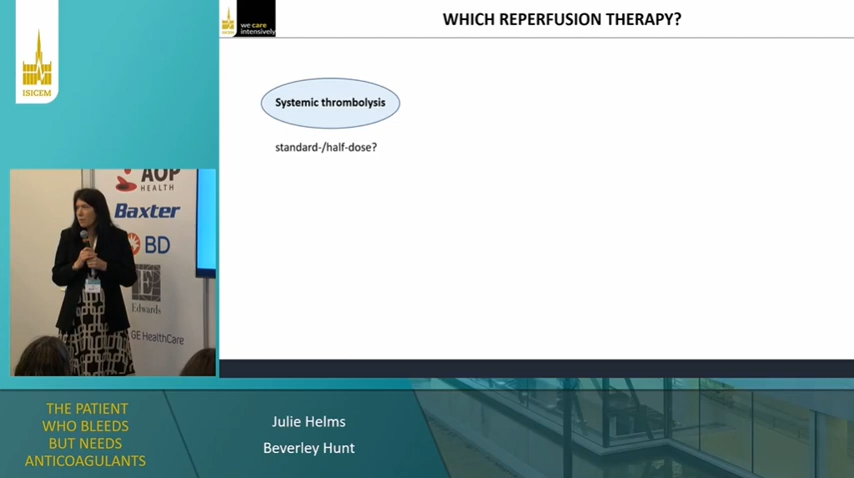 ISICEM
we care
intensively
WHICH REPERFUSION THERAPY?
Systemic thrombolysis
standard-/half-dose?
AOP
HEALTH
Baxter
BD
Edwards
GE HealthCare
THE PATIENT
WHO BLEEDS
BUT NEEDS
ANTICOAGULANTS
Julie Helms
Beverley Hunt